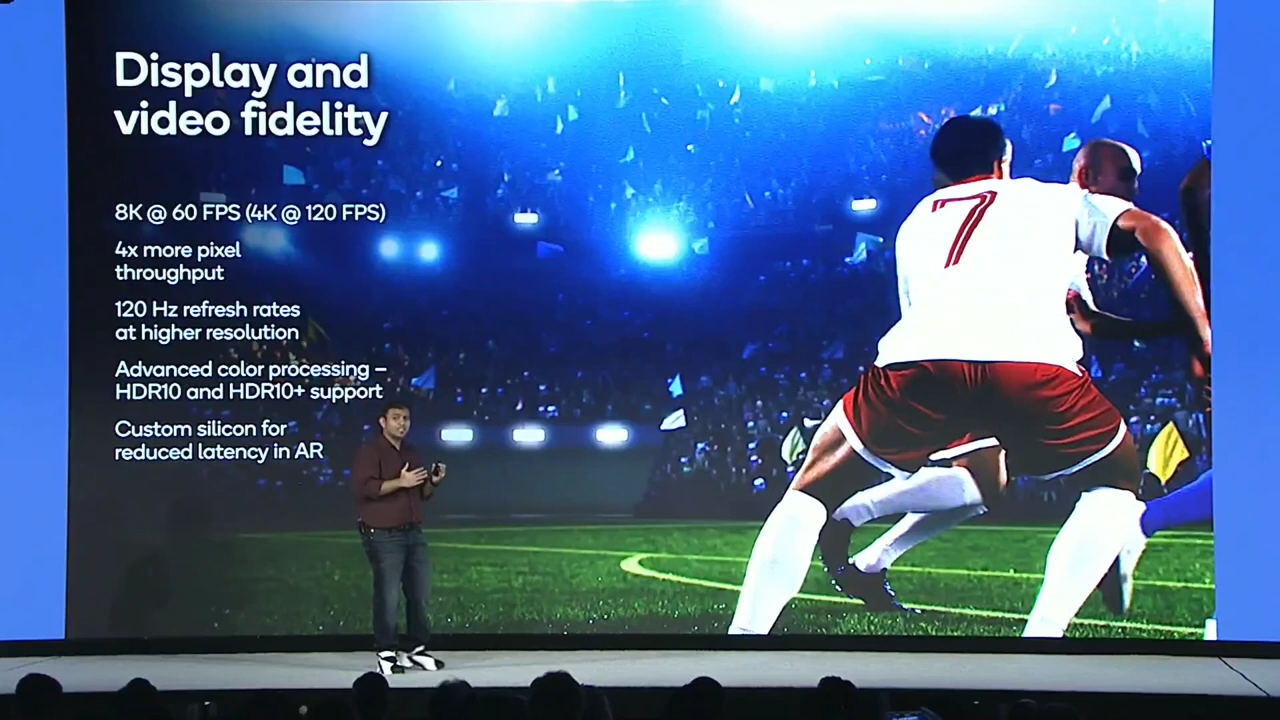 Display and
video fidelity
8K @ 60 FPS (4K @ 120 FPS)
4x more pixel
throughput
120 Hz refresh rates
at higher resolution
Advanced color processing –
HDR10 and HDR10+ support
Custom silicon for
reduced latency in AR
7